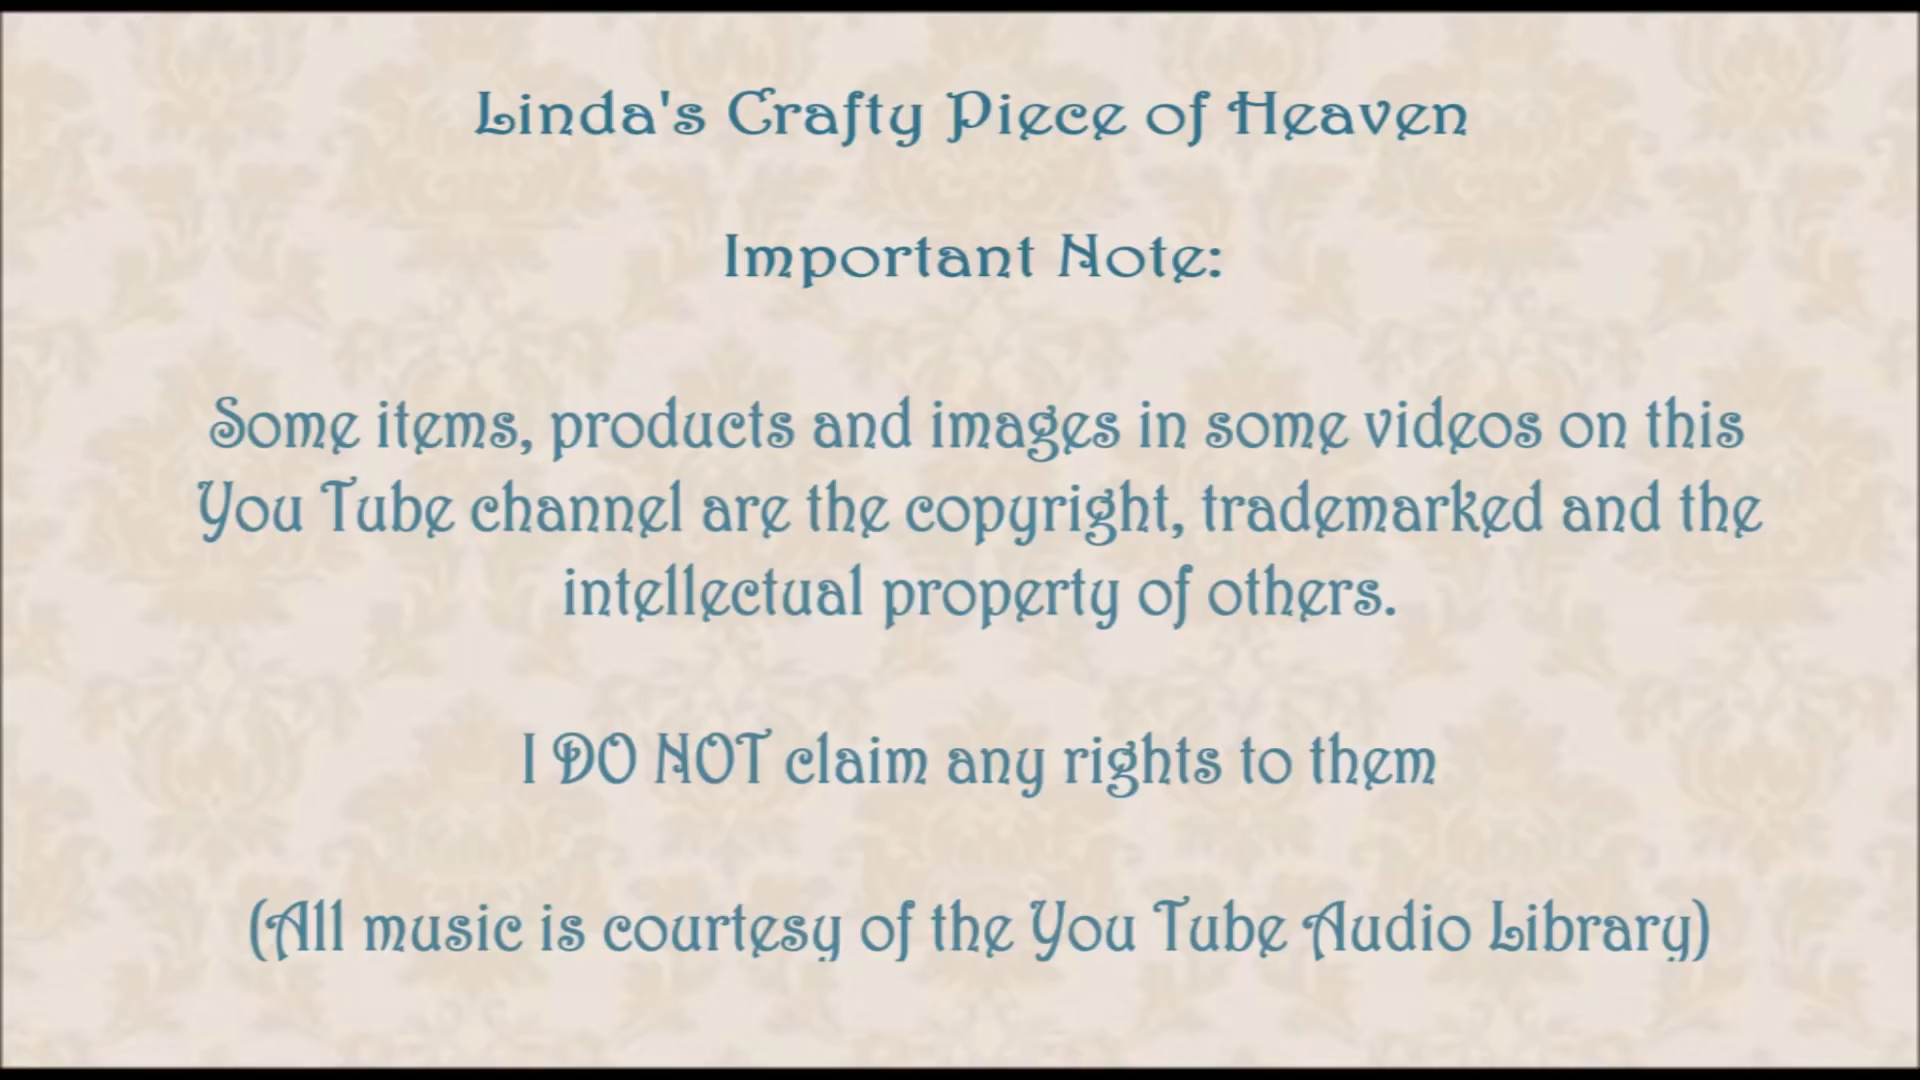 Linda's Crafty Piece of Heaven
Important Note:
Some items, products and images in some videos on this
You Tube channel are the copyright, trademarked and the
intellectual property of others.
I DO NOT claim any rights to them
(All music is courtesy of the You Tube Audio Library)